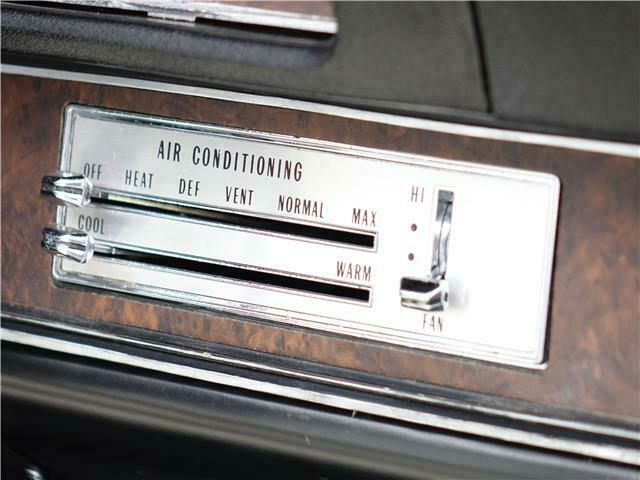 AIR CONDITIONING
OFF HEAT DEF VENT NORMAL MAX
COOL
WARM
HI
FAN